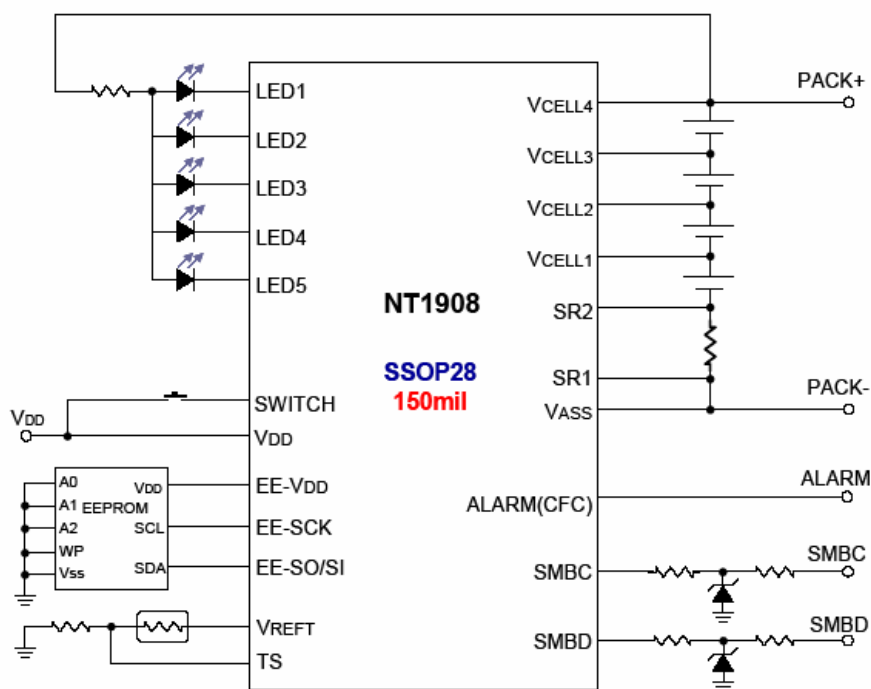 PACK+
LED1
VCELL4
LED2
VCELL3
LED3
VCELL2
LED4
VCELL1
LED5
NT1908
SR2
SSOP28
SR1
150mil
PACK-
SWITCH
VASS
VDD
VDD
A0
VDD
EE-VDD
ALARM
A1
EEPROM
ALARM(CFC)
A2
SCL
EE-SCK
WP
Vss
SDA
EE-SO/SI
SMBC
SMBC
VREFT
SMBD
SMBD
TS